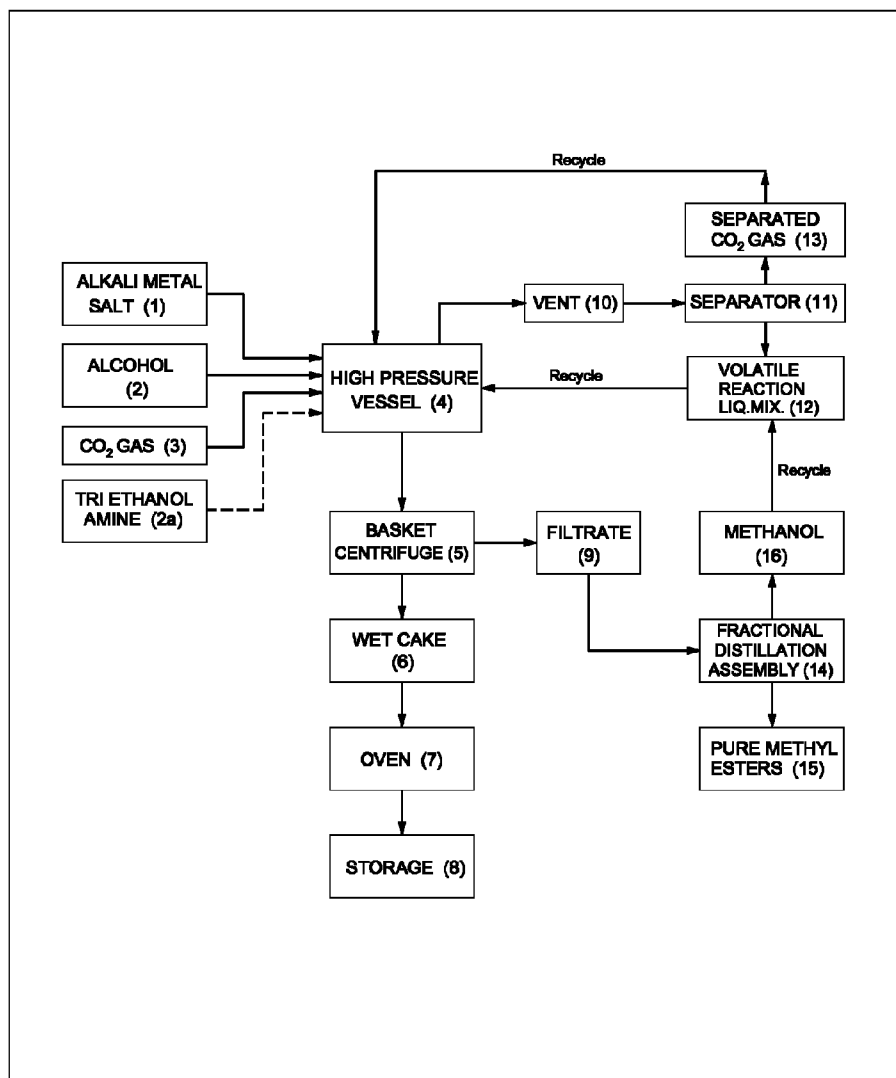 Recycle
SEPARATED
CO₂ GAS (13)
ALKALI METAL
SALT (1)
VENT (10)
SEPARATOR (11)
ALCOHOL
(2)
HIGH PRESSURE
VESSEL (4)
Recycle
VOLATILE
REACTION
LIQ.MIX. (12)
CO₂ GAS (3)
Recycle
TRI ETHANOL
AMINE (2a)
BASKET
CENTRIFUGE (5)
FILTRATE
(9)
METHANOL
(16)
WET CAKE
(6)
FRACTIONAL
DISTILLATION
ASSEMBLY (14)
OVEN (7)
PURE METHYL
ESTERS (15)
STORAGE (8)